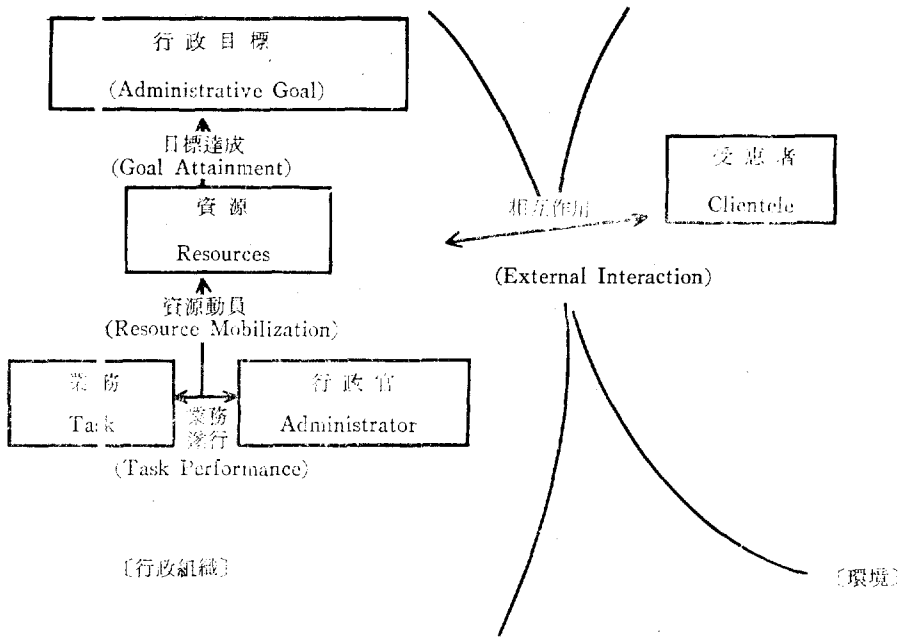 行政目標
(Administrative Goal)
目標達成
(Goal Attainment)
資源
Resources
資源動員
(Resource Mobilization)
業務
Task
業務
遂行
行政官
Administrator
(Task Performance)
〔行政組織〕
相互作用
(External Interaction)
受惠者
Clientele
〔環境〕